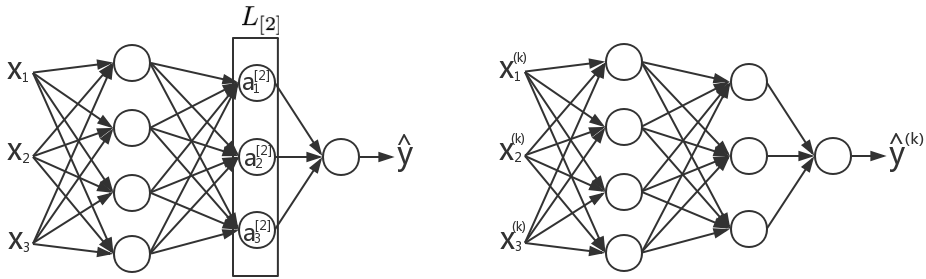 L[2]
x1
x2
x3
a1[2]
a2[2]
a3[2]
ŷ
x1(k)
x2(k)
x3(k)
ŷ(k)